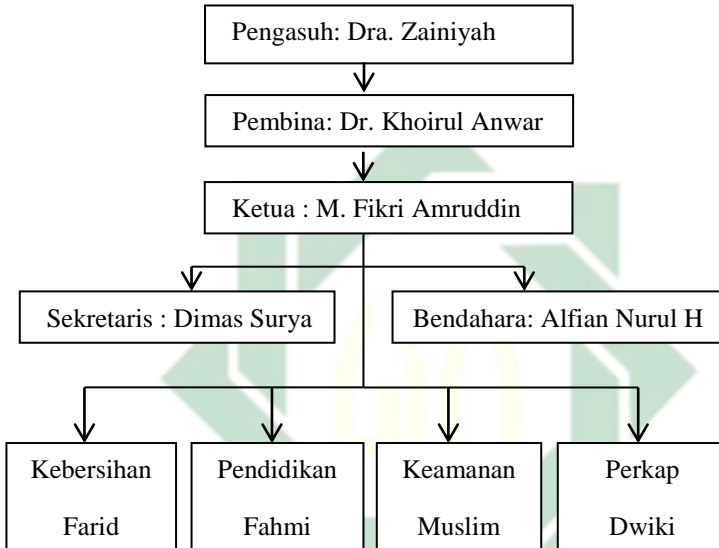 Pengasuh: Dra. Zainiyah
Pembina: Dr. Khoirul Anwar
Ketua : M. Fikri Amruddin
Sekretaris : Dimas Surya
Bendahara: Alfian Nurul H
Kebersihan
Farid
Pendidikan
Fahmi
Keamanan
Muslim
Perkap
Dwiki